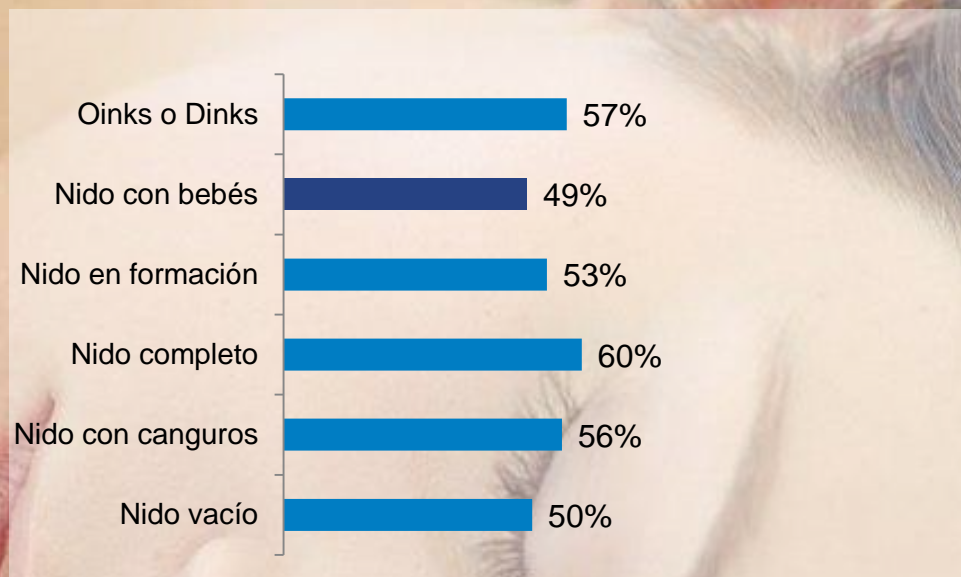 Oinks o Dinks 57%
Nido con bebés 49%
Nido en formación 53%
Nido completo 60%
Nido con canguros 56%
Nido vacío 50%